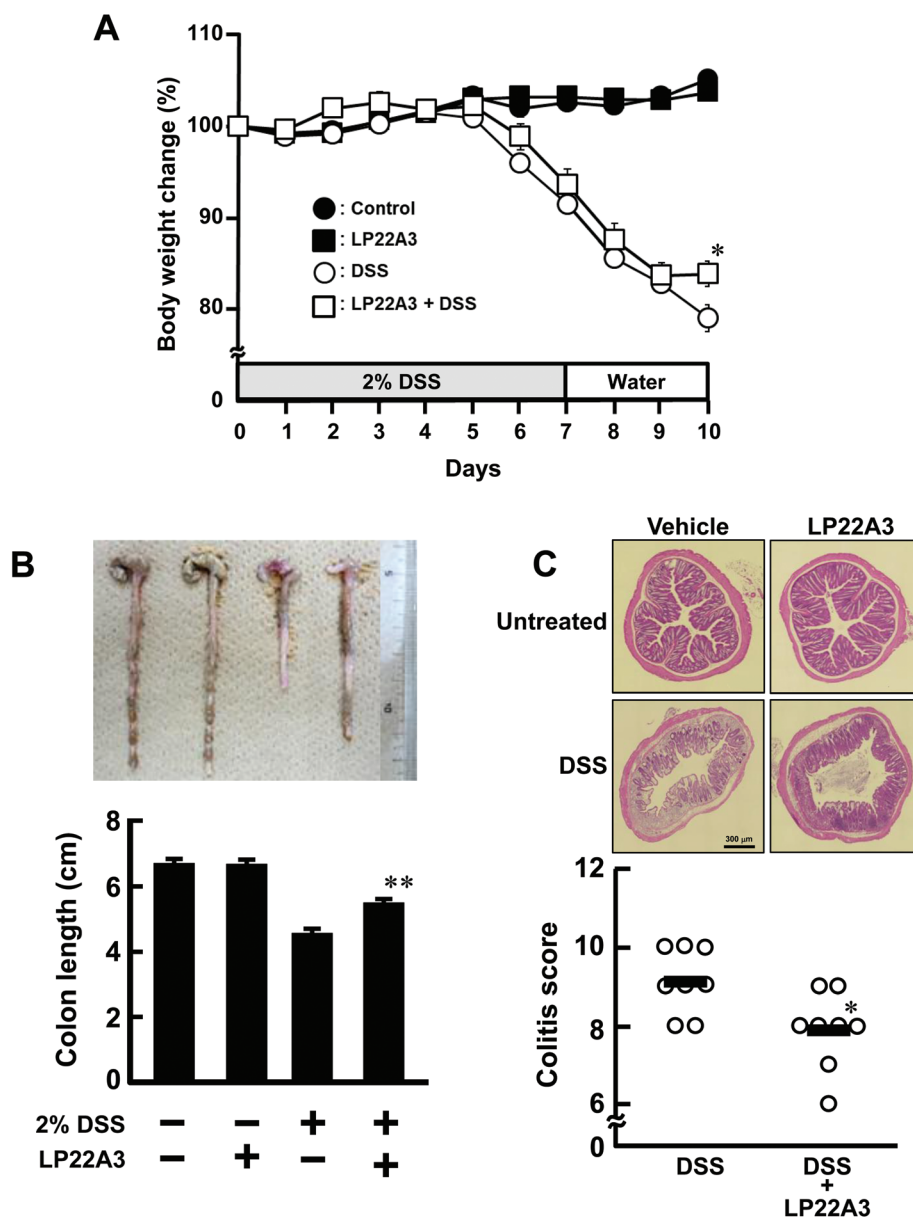 A
Body weight change (%)
110
100
90
80
0
: Control
: LP22A3
: DSS
: LP22A3 + DSS
*
2% DSS
Water
0 1 2 3 4 5 6 7 8 9 10
Days
B
5
10
Colon length (cm)
8
6
4
2
0
**
2% DSS − − + +
LP22A3 − + − +
C
Vehicle LP22A3
Untreated
DSS
300 μm
Colitis score
12
10
8
6
0
*
DSS DSS
+
LP22A3